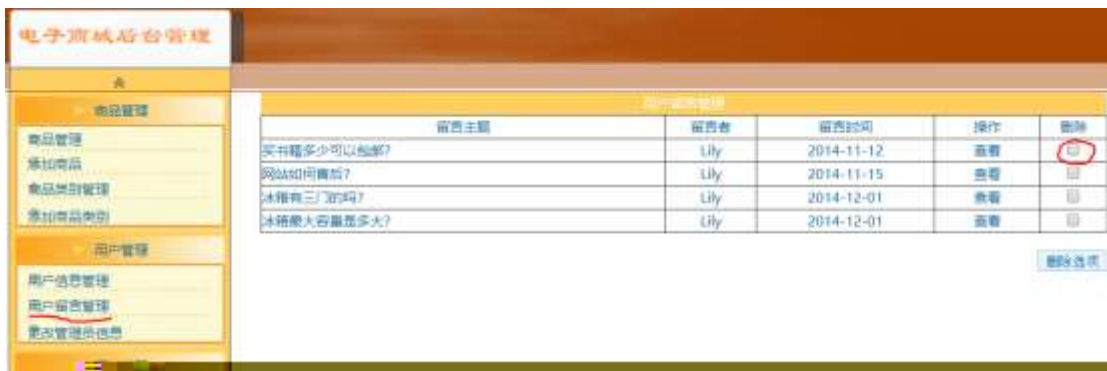 电子商城后台管理
商品管理
商品管理
添加商品
商品类别管理
添加商品类别
用户管理
用户信息管理
用户留言管理
更改管理员信息
用户留言管理
留言主题 留言者 留言时间 操作 删除
买书籍多少可以包邮? Lily 2014-11-12 查看
网站如何售后? Lily 2014-11-15 查看
冰箱有三门的吗? Lily 2014-12-01 查看
冰箱最大容量是多大? Lily 2014-12-01 查看
删除选项